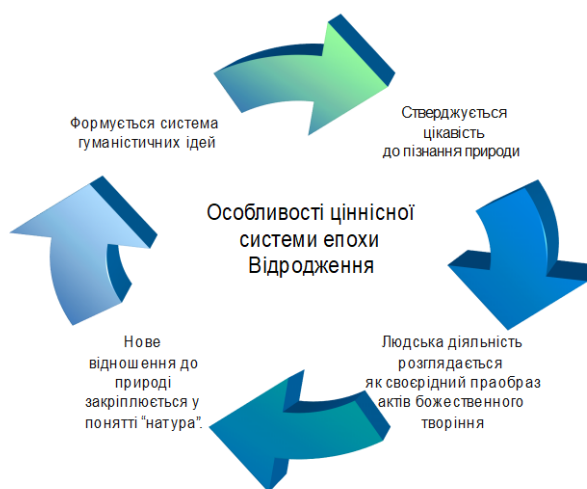 Формується система
гуманістичних ідей
Стверджується
цікавість
до пізнання природи
Особливості ціннісної
системи епохи
Відродження
Людська діяльність
розглядається
як своєрідний праобраз
актів божественного
творіння
Нове
відношення до
природі
закріплюється у
понятті "натура".